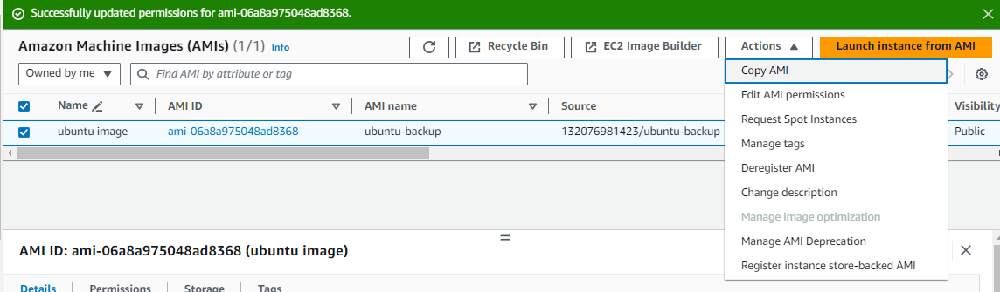 Successfully updated permissions for ami-06a8a975048ad8368.
Amazon Machine Images (AMIs) (1/1) Info
Recycle Bin
EC2 Image Builder
Actions
Launch instance from AMI
Owned by me
Find AMI by attribute or tag
Copy AMI
Edit AMI permissions
Request Spot Instances
Manage tags
Deregister AMI
Change description
Manage image optimization
Manage AMI Deprecation
Register instance store-backed AMI
Name AMI ID AMI name Source Visibility
ubuntu image ami-06a8a975048ad8368 ubuntu-backup 132076981423/ubuntu-backup Public
AMI ID: ami-06a8a975048ad8368 (ubuntu image)
Details Permissions Storage Tags